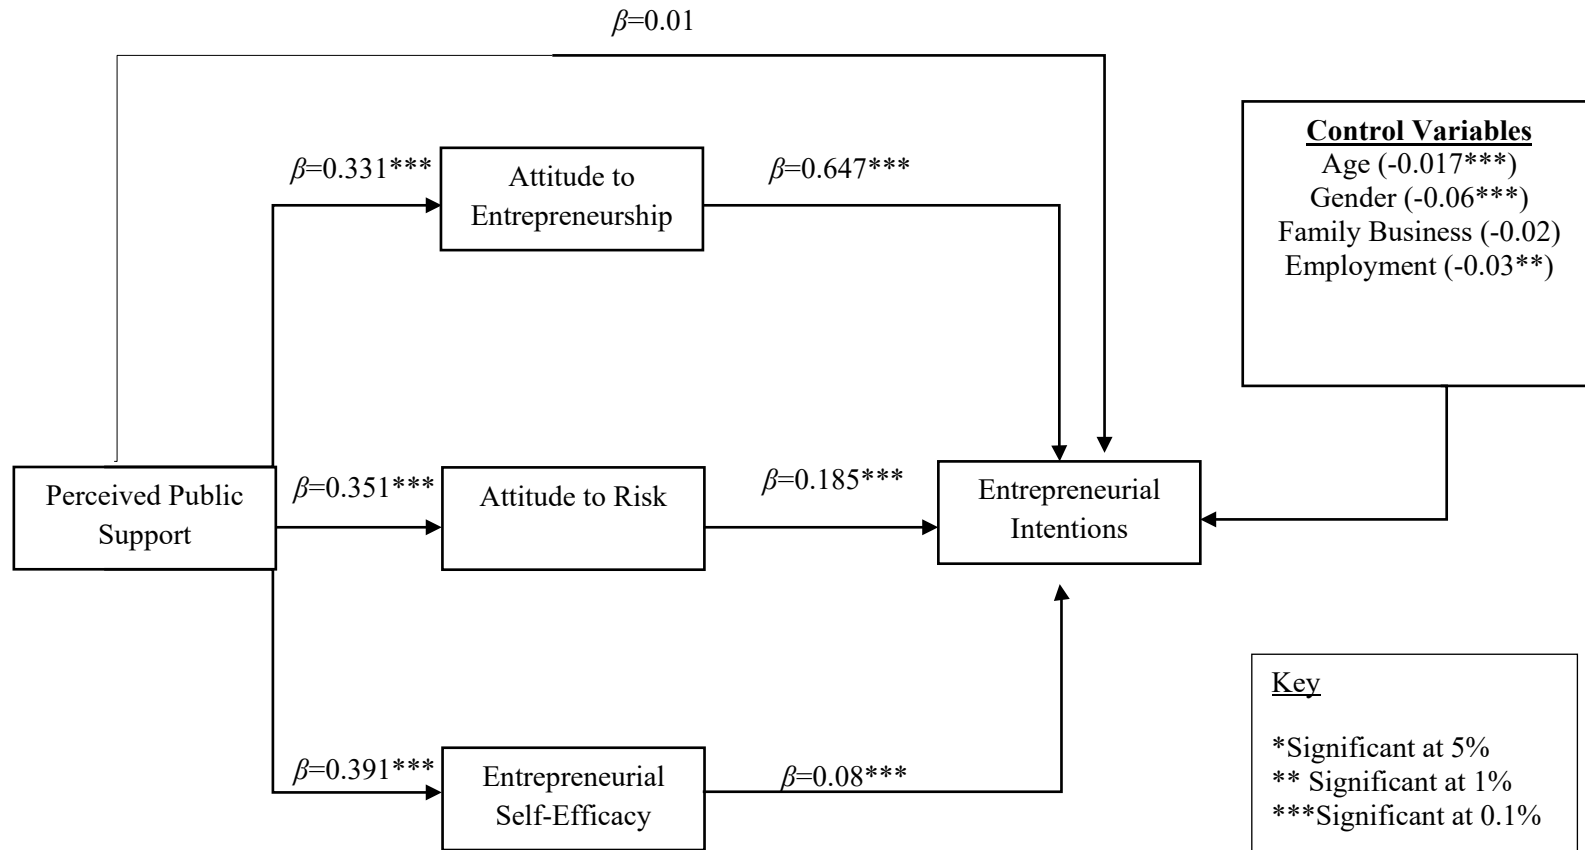 β=0.01
Control Variables
Age (-0.017***)
Gender (-0.06***)
Family Business (-0.02)
Employment (-0.03**)
β=0.331***
Attitude to
Entrepreneurship
β=0.647***
Perceived Public
Support
β=0.351***
Attitude to Risk
β=0.185***
Entrepreneurial
Intentions
β=0.391***
Entrepreneurial
Self-Efficacy
β=0.08***
Key
*Significant at 5%
** Significant at 1%
***Significant at 0.1%